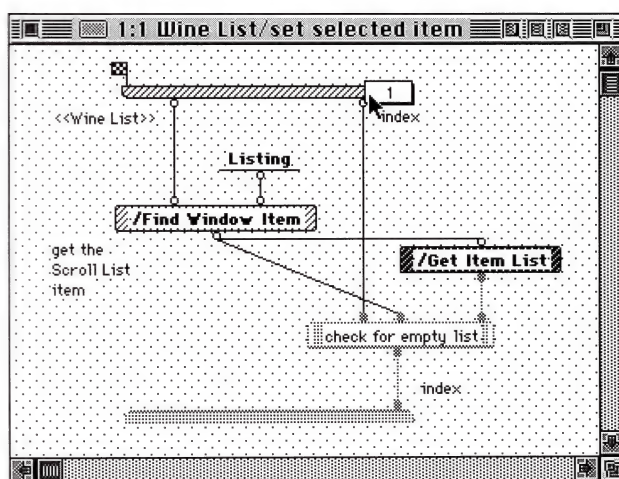 1:1 Wine List/set selected item
1
<<Wine List>>
index
Listing
/Find Window Item
get the
Scroll List
item
/Get Item List
check for empty list
index